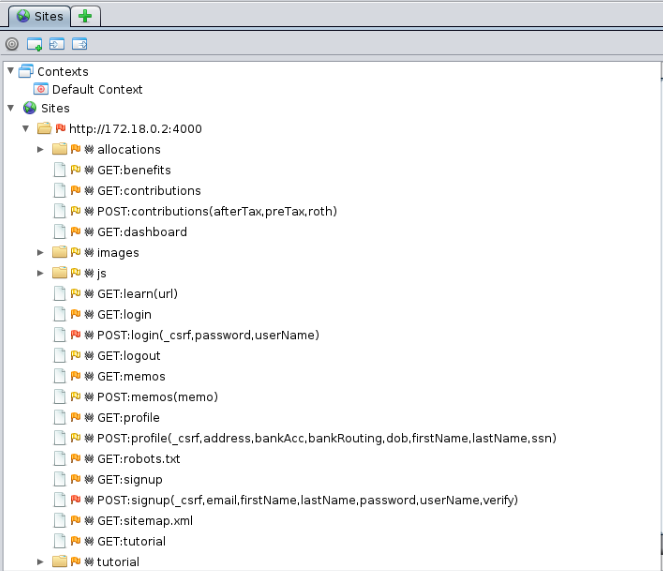 Sites
Contexts
Default Context
Sites
http://172.18.0.2:4000
allocations
GET:benefits
GET:contributions
POST:contributions(afterTax,preTax,roth)
GET:dashboard
images
js
GET:learn(url)
GET:login
POST:login(_csrf,password,userName)
GET:logout
GET:memos
POST:memos(memo)
GET:profile
POST:profile(_csrf,address,bankAcc,bankRouting,dob,firstName,lastName,ssn)
GET:robots.txt
GET:signup
POST:signup(_csrf,email,firstName,lastName,password,userName,verify)
GET:sitemap.xml
GET:tutorial
tutorial